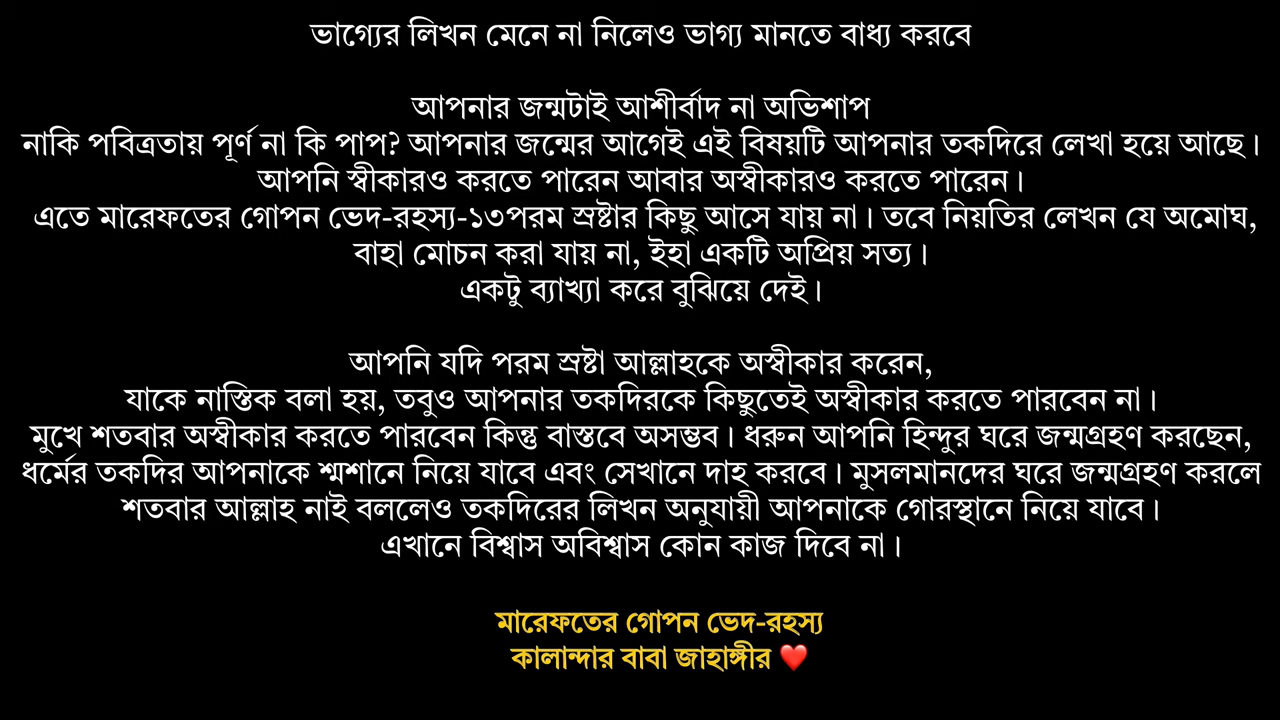 ভাগ্যের লিখন মেনে না নিলেও ভাগ্য মানতে বাধ্য করবে
আপনার জন্মটাই আশীর্বাদ না অভিশাপ
নাকি পবিত্রতায় পূর্ণ না কি পাপ? আপনার জন্মের আগেই এই বিষয়টি আপনার তকদিরে লেখা হয়ে আছে।
আপনি স্বীকারও করতে পারেন আবার অস্বীকারও করতে পারেন।
এতে মারেফতের গোপন ভেদ-রহস্য-১৩পরম স্রষ্টার কিছু আসে যায় না। তবে নিয়তির লেখন যে অমোঘ,
বাহা মোচন করা যায় না, ইহা একটি অপ্রিয় সত্য।
একটু ব্যাখ্যা করে বুঝিয়ে দেই।
আপনি যদি পরম স্রষ্টা আল্লাহকে অস্বীকার করেন,
যাকে নাস্তিক বলা হয়, তবুও আপনার তকদিরকে কিছুতেই অস্বীকার করতে পারবেন না।
মুখে শতবার অস্বীকার করতে পারবেন কিন্তু বাস্তবে অসম্ভব। ধরুন আপনি হিন্দুর ঘরে জন্মগ্রহণ করছেন,
ধর্মের তকদির আপনাকে শ্মশানে নিয়ে যাবে এবং সেখানে দাহ করবে। মুসলমানদের ঘরে জন্মগ্রহণ করলে
শতবার আল্লাহ নাই বললেও তকদিরের লিখন অনুযায়ী আপনাকে গোরস্থানে নিয়ে যাবে।
এখানে বিশ্বাস অবিশ্বাস কোন কাজ দিবে না।
মারেফতের গোপন ভেদ-রহস্য
কালান্দার বাবা জাহাঙ্গীর ❤️